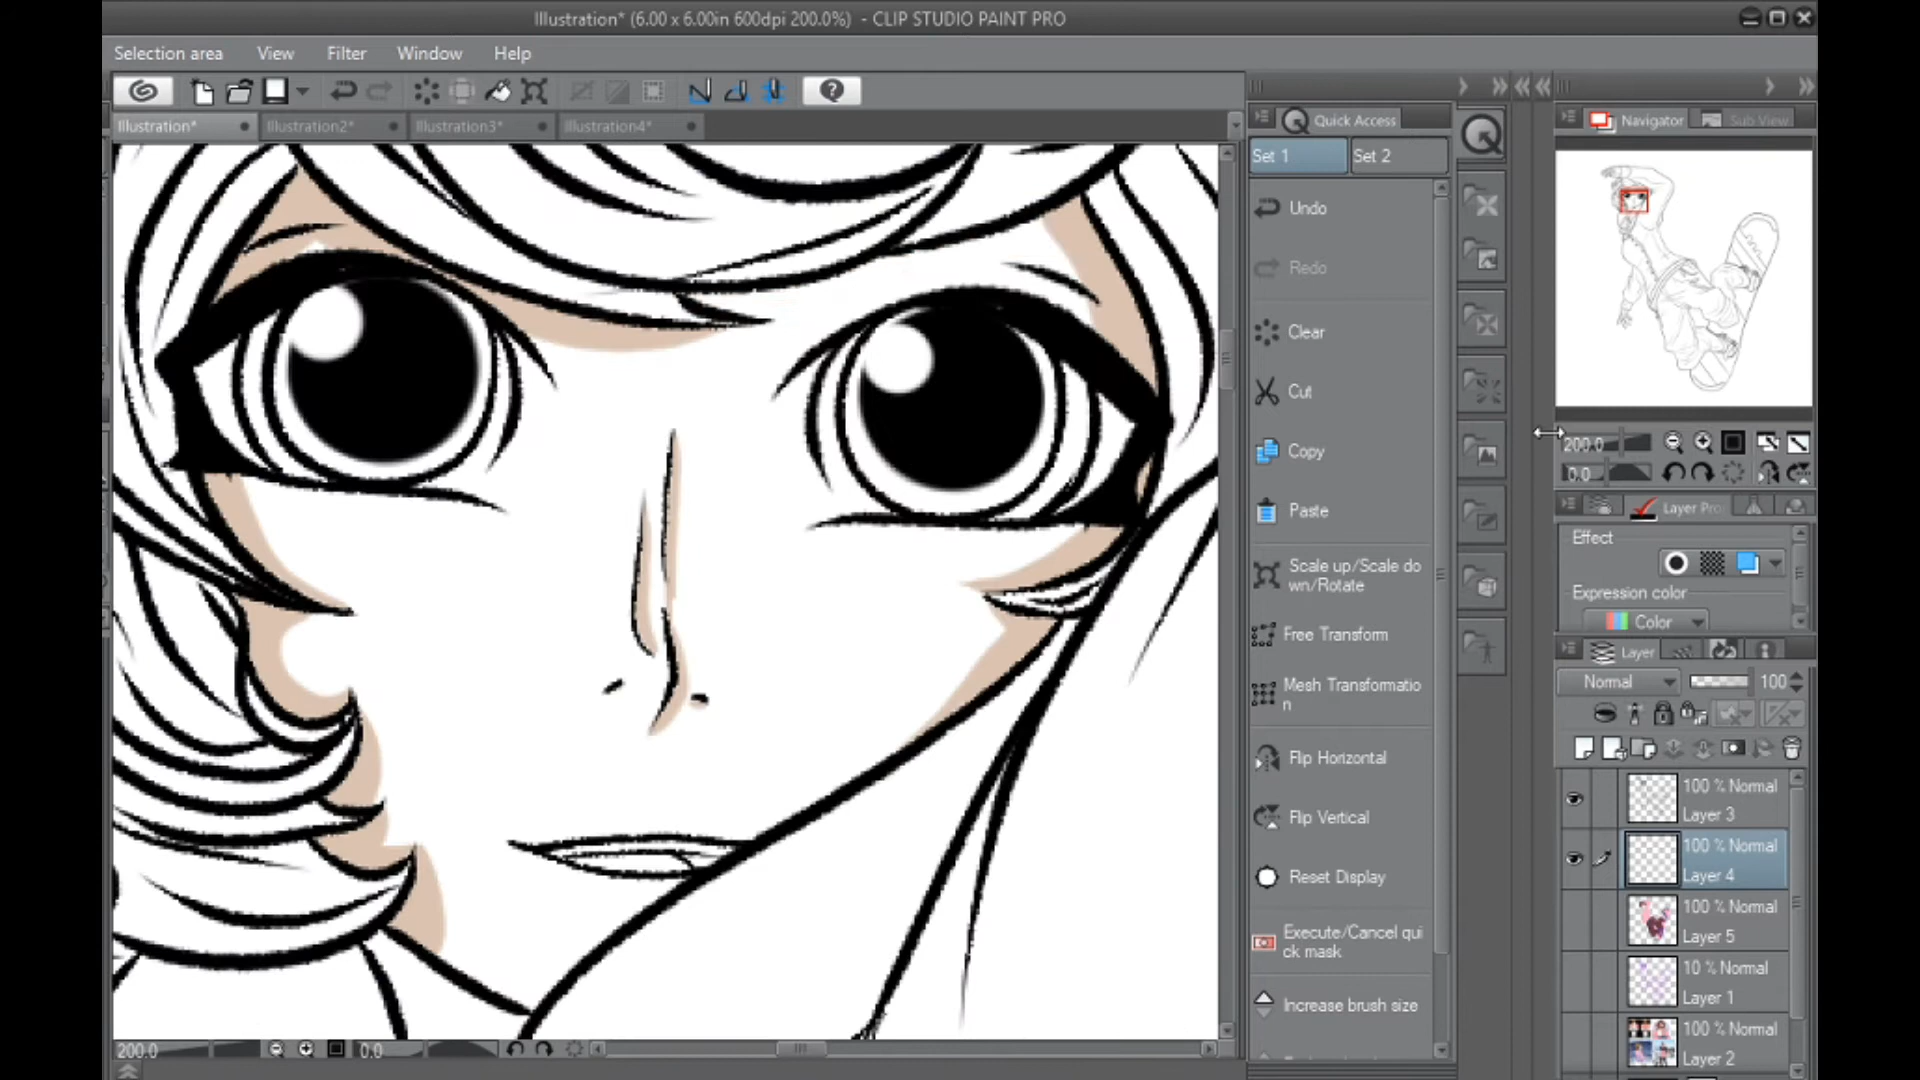 Illustration* (6.00 x 6.00in 600dpi 200.0%) - CLIP STUDIO PAINT PRO
Selection area View Filter Window Help
Illustration* Illustration2* Illustration3* Illustration4*
Quick Access
Set 1 Set 2
Undo
Redo
Clear
Cut
Copy
Paste
Scale up/Scale do
wn/Rotate
Free Transform
Mesh Transformatio
n
Flip Horizontal
Flip Vertical
Reset Display
Execute/Cancel qui
ck mask
Increase brush size
Navigator Sub View
200.0
0.0
Layer Pro
Effect
Expression color
Color
Layer
Normal 100
100 % Normal
Layer 3
100 % Normal
Layer 4
100 % Normal
Layer 5
10 % Normal
Layer 1
100 % Normal
Layer 2
200.0 0.0